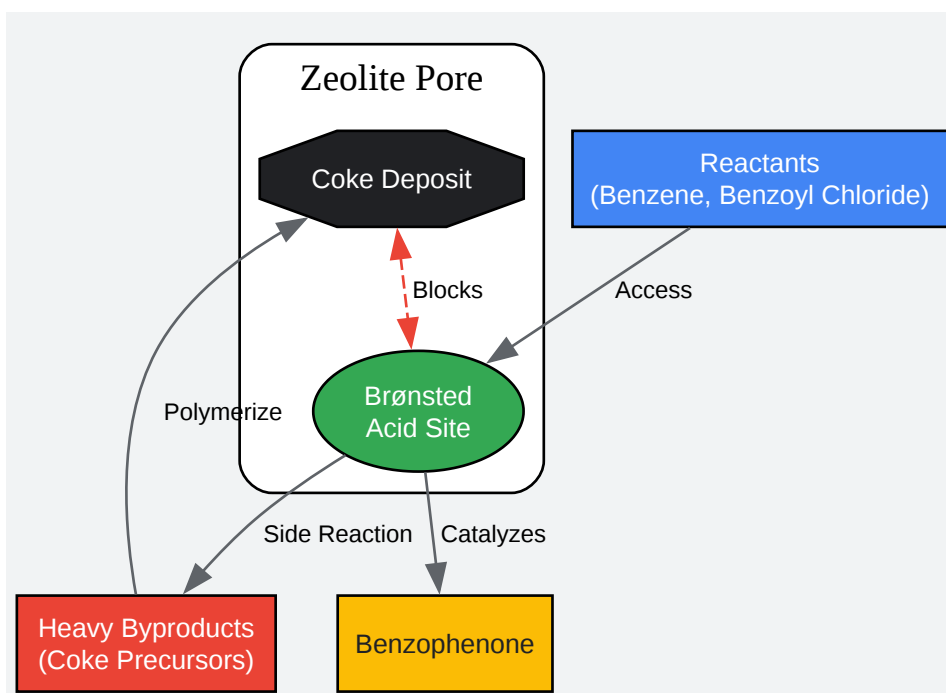 Zeolite Pore
Coke Deposit
Reactants
(Benzene, Benzoyl Chloride)
Blocks
Access
Brønsted
Acid Site
Polymerize
Side Reaction
Catalyzes
Heavy Byproducts
(Coke Precursors)
Benzophenone